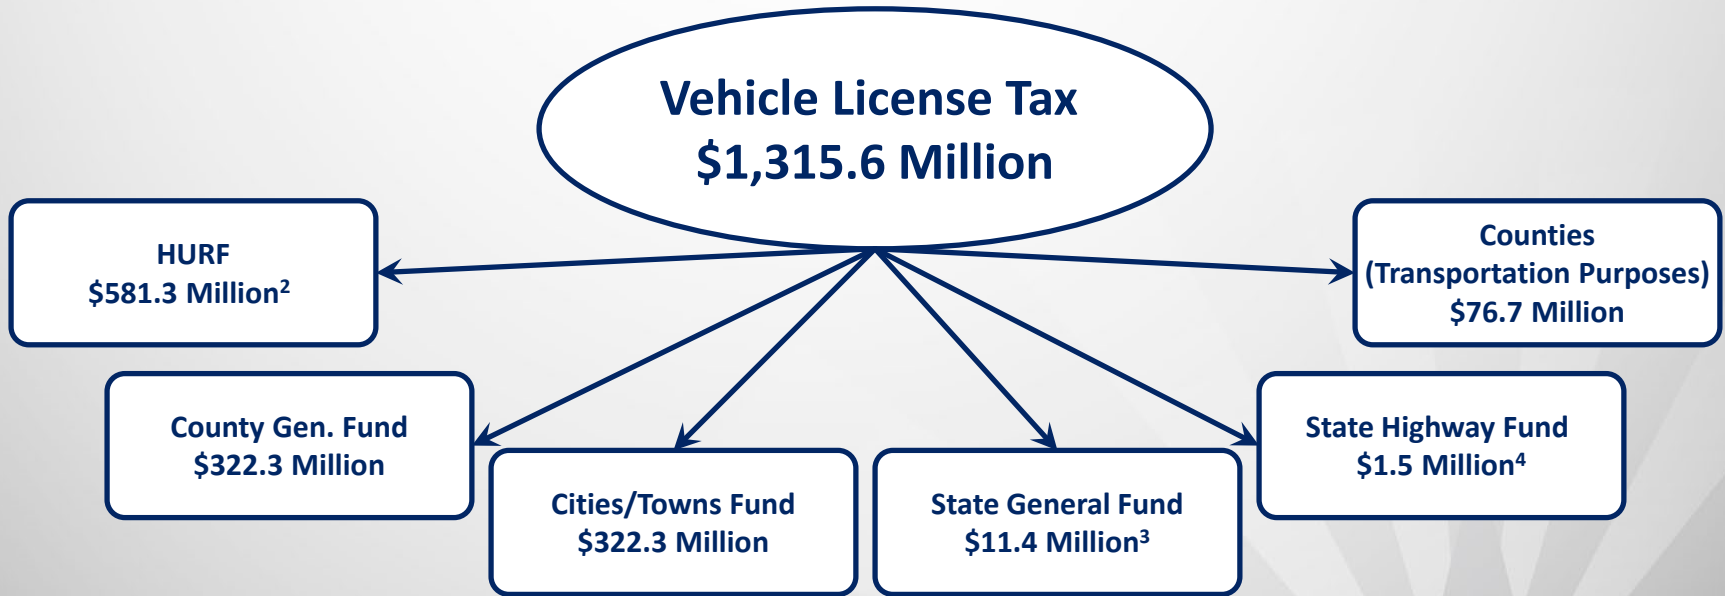 Vehicle License Tax
$1,315.6 Million
HURF
$581.3 Million²
Counties
(Transportation Purposes)
$76.7 Million
County Gen. Fund
$322.3 Million
State Highway Fund
$1.5 Million⁴
Cities/Towns Fund
$322.3 Million
State General Fund
$11.4 Million³